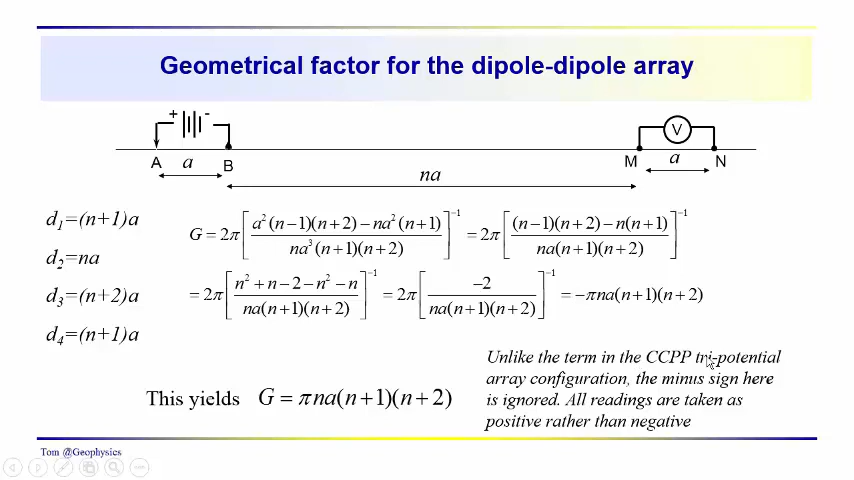 Geometrical factor for the dipole-dipole array
+ -
V
A a B M a N
na
d₁=(n+1)a
d₂=na
d₃=(n+2)a
d₄=(n+1)a
G = 2π[(a²(n−1)(n+2)−na²(n+1))/(na³(n+1)(n+2))]⁻¹ = 2π[((n−1)(n+2)−n(n+1))/(na(n+1)(n+2))]⁻¹
= 2π[(n²+n−2−n²−n)/(na(n+1)(n+2))]⁻¹ = 2π[−2/(na(n+1)(n+2))]⁻¹ = −πna(n+1)(n+2)
Unlike the term in the CCPP tri-potential
array configuration, the minus sign here
is ignored. All readings are taken as
positive rather than negative
This yields G = πna(n+1)(n+2)
Tom @Geophysics